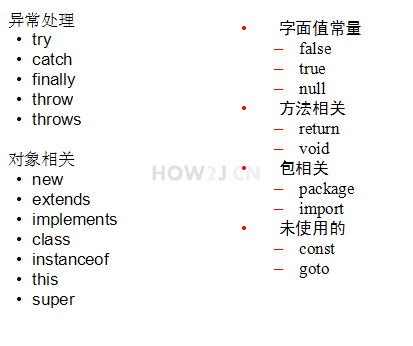 异常处理
• try
• catch
• finally
• throw
• throws
对象相关
• new
• extends
• implements
• class
• instanceof
• this
• super
• 字面值常量
– false
– true
– null
• 方法相关
– return
– void
• 包相关
– package
– import
• 未使用的
– const
– goto
HOW2J.CN